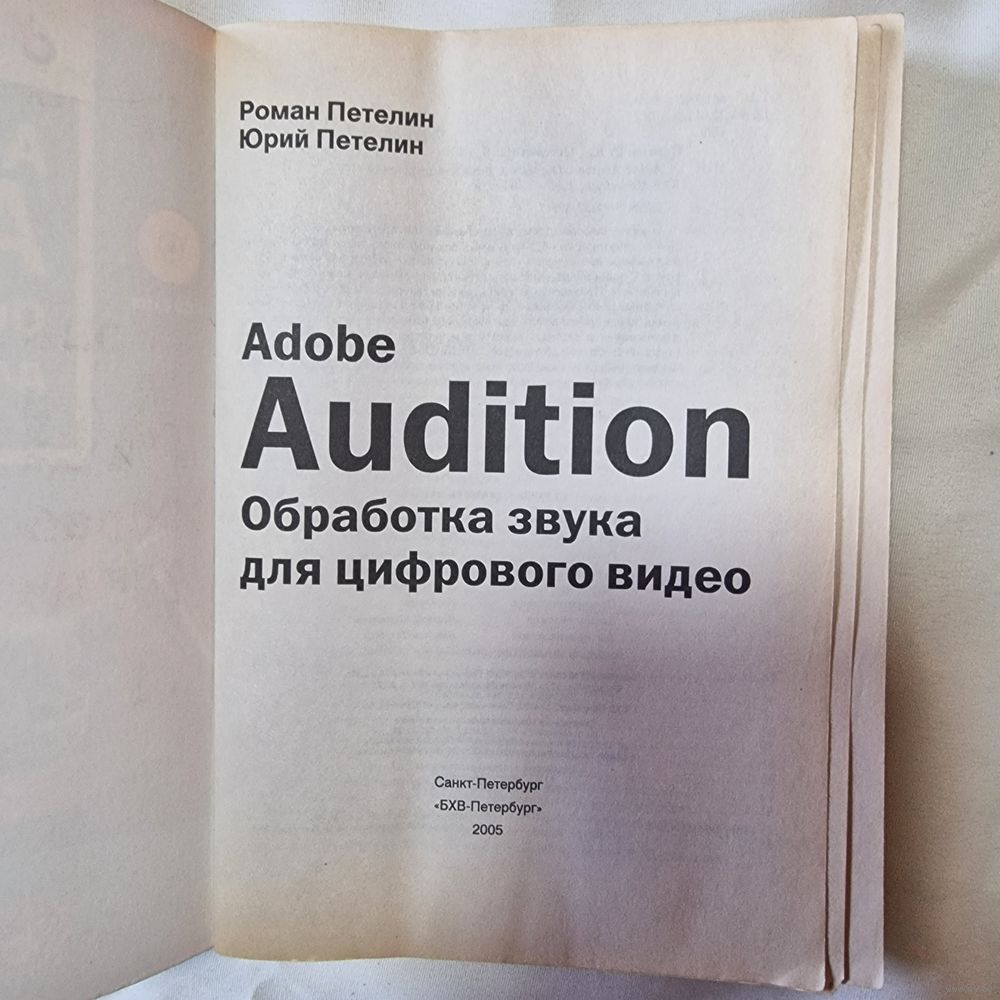 Роман Петелин
Юрий Петелин
Adobe
Audition
Обработка звука
для цифрового видео
Санкт-Петербург
«БХВ-Петербург»
2005